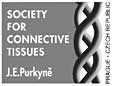 SOCIETY
FOR
CONNECTIVE
TISSUES
J.E.Purkyně
PRAGUE - CZECH REPUBLIC